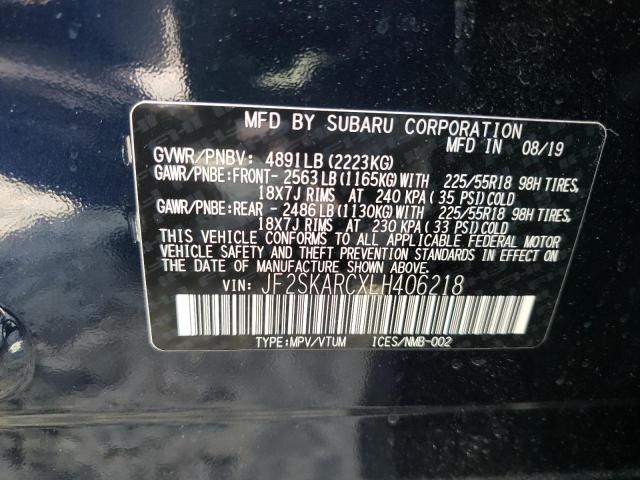 MFD BY SUBARU CORPORATION
MFD IN 08/19
GVWR/PNBV: 4891LB(2223KG)
GAWR/PNBE:FRONT- 2563LB(1165KG)WITH 225/55R18 98H TIRES,
18X7J RIMS AT 240 KPA(35 PSI)COLD
GAWR/PNBE:REAR - 2486LB(1130KG)WITH 225/55R18 98H TIRES,
18X7J RIMS AT 230 KPA(33 PSI)COLD
THIS VEHICLE CONFORMS TO ALL APPLICABLE FEDERAL MOTOR
VEHICLE SAFETY AND THEFT PREVENTION STANDARDS IN EFFECT
ON THE DATE OF MANUFACTURE SHOWN ABOVE.
VIN: JF2SKARCXLH406218
TYPE:MPV/VTUM ICES/NMB-002